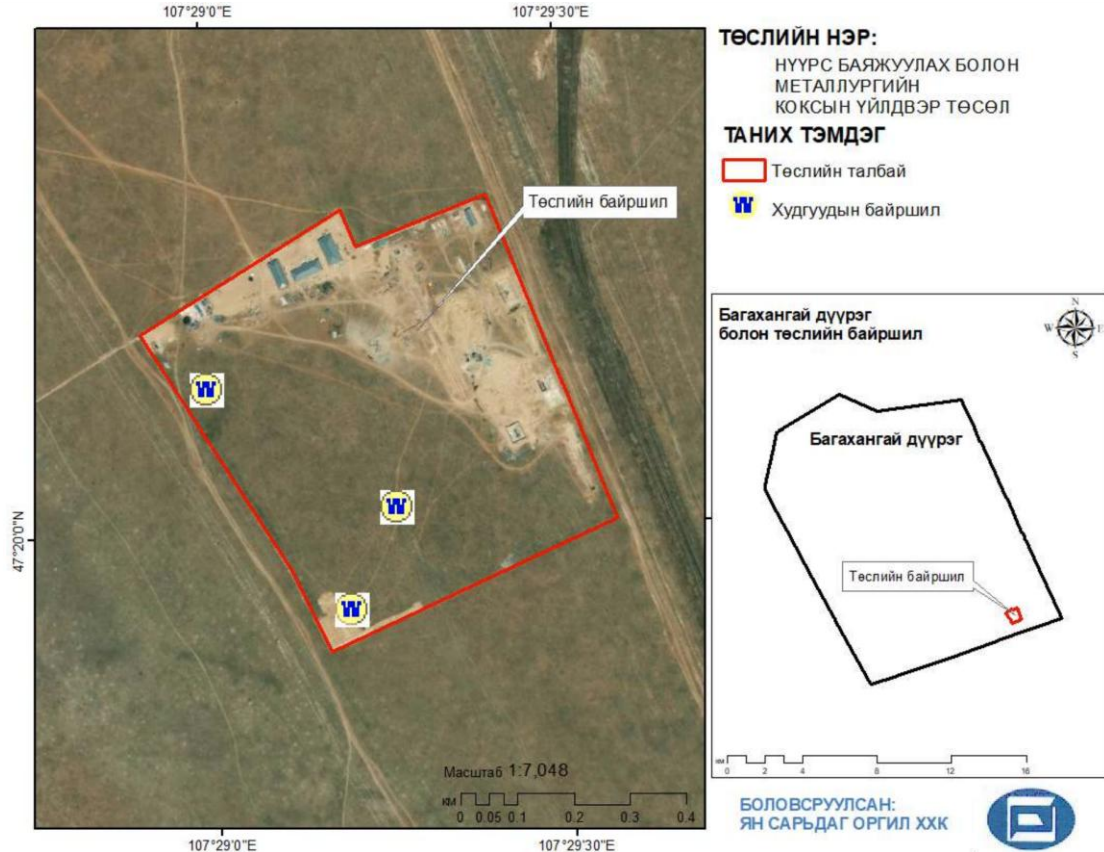 107°29'0"E
107°29'30"E
ТӨСЛИЙН НЭР:
НҮҮРС БАЯЖУУЛАХ БОЛОН
МЕТАЛЛУРГИЙН
КОКСЫН ҮЙЛДВЭР ТӨСӨЛ
ТАНИХ ТЭМДЭГ
Төслийн талбай
W
Худгуудын байршил
Төслийн байршил
W
W
W
47°20'0"N
Масштаб 1:7,048
км
0 0.05 0.1 0.2 0.3 0.4
107°29'0"E
107°29'30"E
Багахангай дүүрэг
болон төслийн байршил
N
W E
S
Багахангай дүүрэг
Төслийн байршил
км
0 2 4 8 12 16
БОЛОВСРУУЛСАН:
ЯН САРЬДАГ ОРГИЛ ХХК